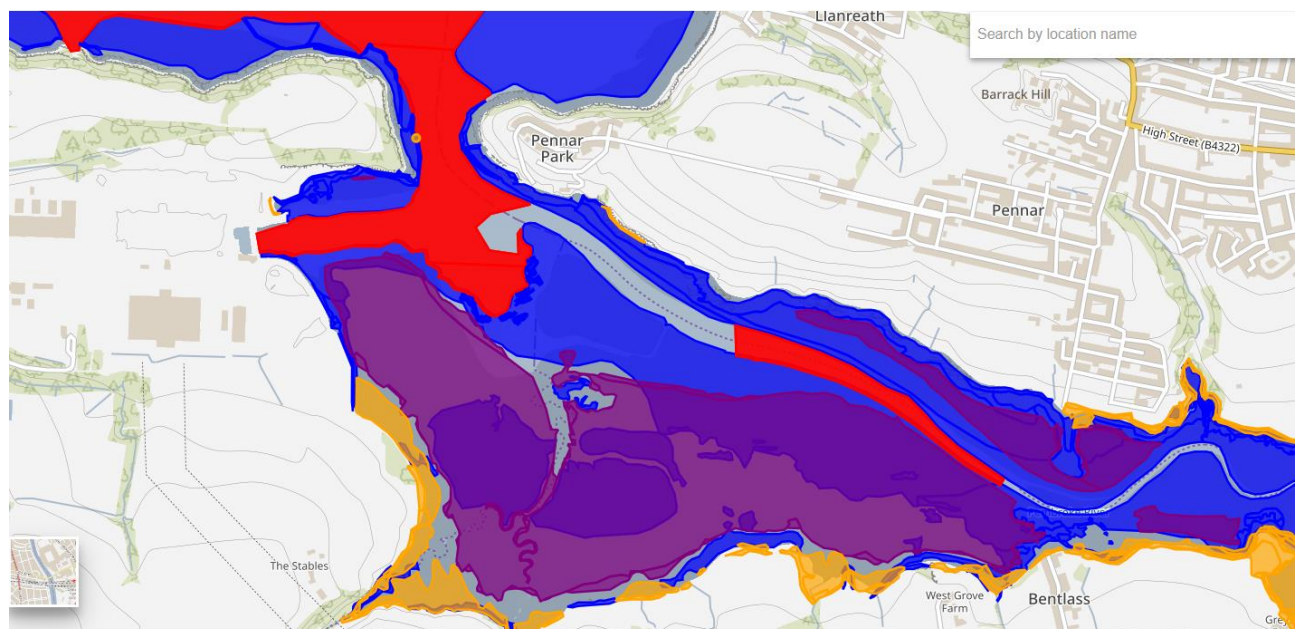 Llanreath
Search by location name
Barrack Hill
High Street (B4322)
Pennar
Park
Pennar
The Stables
West Grove
Farm
Bentlass